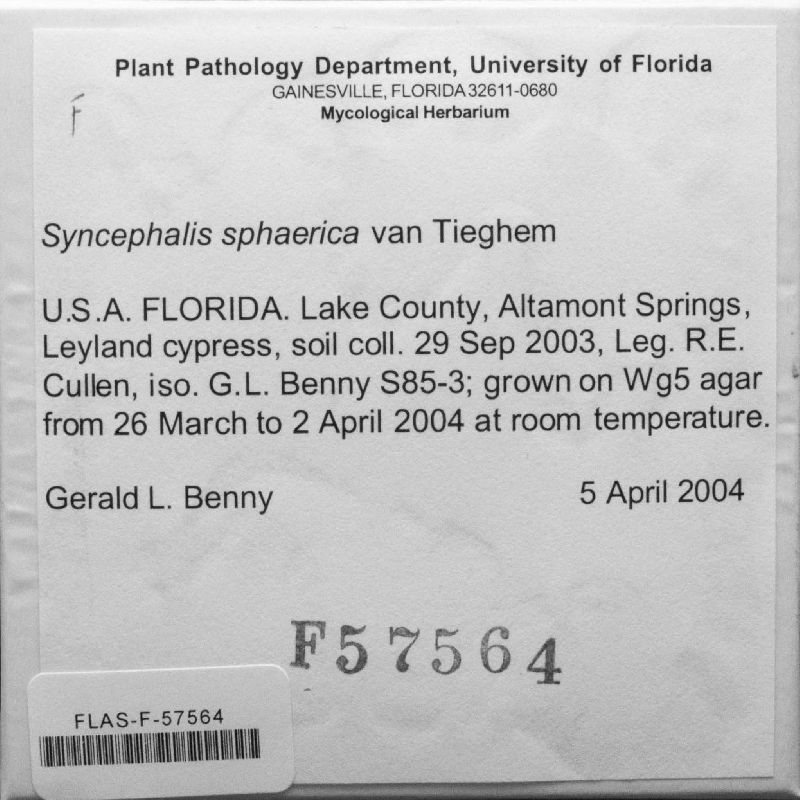 Plant Pathology Department, University of Florida
GAINESVILLE, FLORIDA 32611-0680
Mycological Herbarium
F
Syncephalis sphaerica van Tieghem
U.S.A. FLORIDA. Lake County, Altamont Springs,
Leyland cypress, soil coll. 29 Sep 2003, Leg. R.E.
Cullen, iso. G.L. Benny S85-3; grown on Wg5 agar
from 26 March to 2 April 2004 at room temperature.
Gerald L. Benny 5 April 2004
F57564
FLAS-F-57564